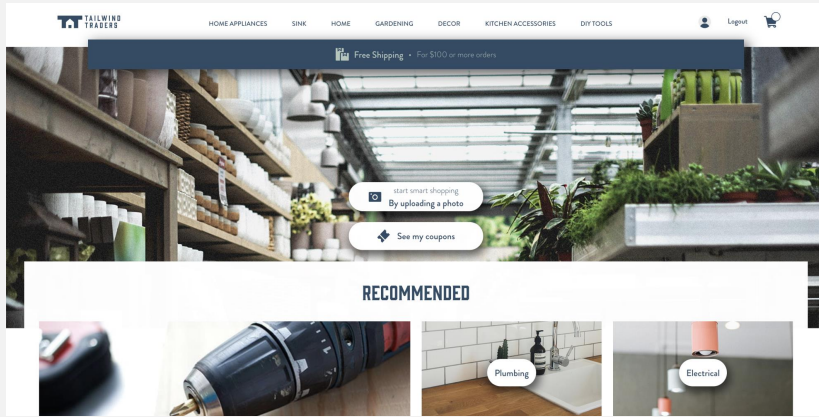 TAILWIND
TRADERS
HOME APPLIANCES
SINK
HOME
GARDENING
DECOR
KITCHEN ACCESSORIES
DIY TOOLS
Logout
Free Shipping • For $100 or more orders
start smart shopping
By uploading a photo
See my coupons
RECOMMENDED
Plumbing
Electrical